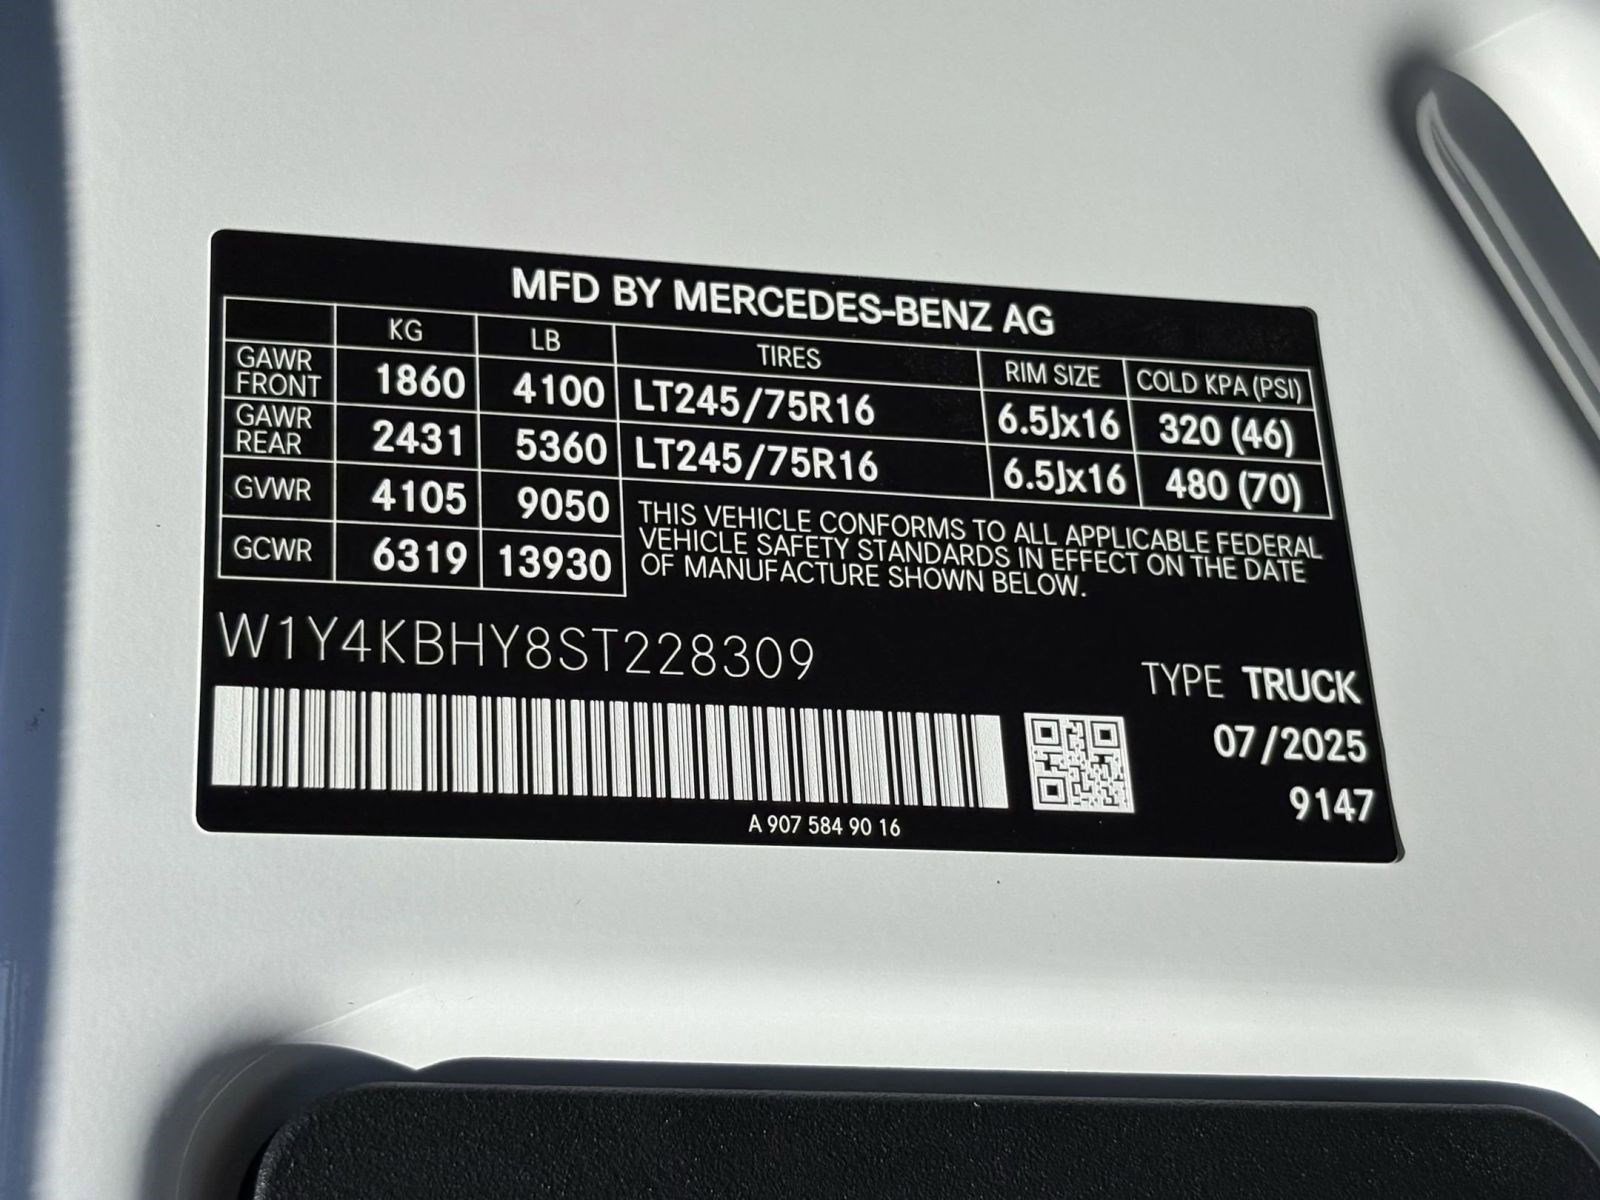 MFD BY MERCEDES-BENZ AG
KG LB TIRES RIM SIZE COLD KPA (PSI)
GAWR FRONT 1860 4100 LT245/75R16 6.5Jx16 320 (46)
GAWR REAR 2431 5360 LT245/75R16 6.5Jx16 480 (70)
GVWR 4105 9050
GCWR 6319 13930
THIS VEHICLE CONFORMS TO ALL APPLICABLE FEDERAL
VEHICLE SAFETY STANDARDS IN EFFECT ON THE DATE
OF MANUFACTURE SHOWN BELOW.
W1Y4KBHY8ST228309
TYPE TRUCK
07/2025
9147
A 907 584 90 16